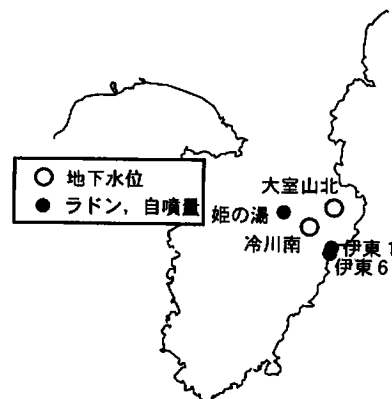 地下水位
ラドン，自噴量
大室山北
姫の湯
冷川南
伊東1
伊東6